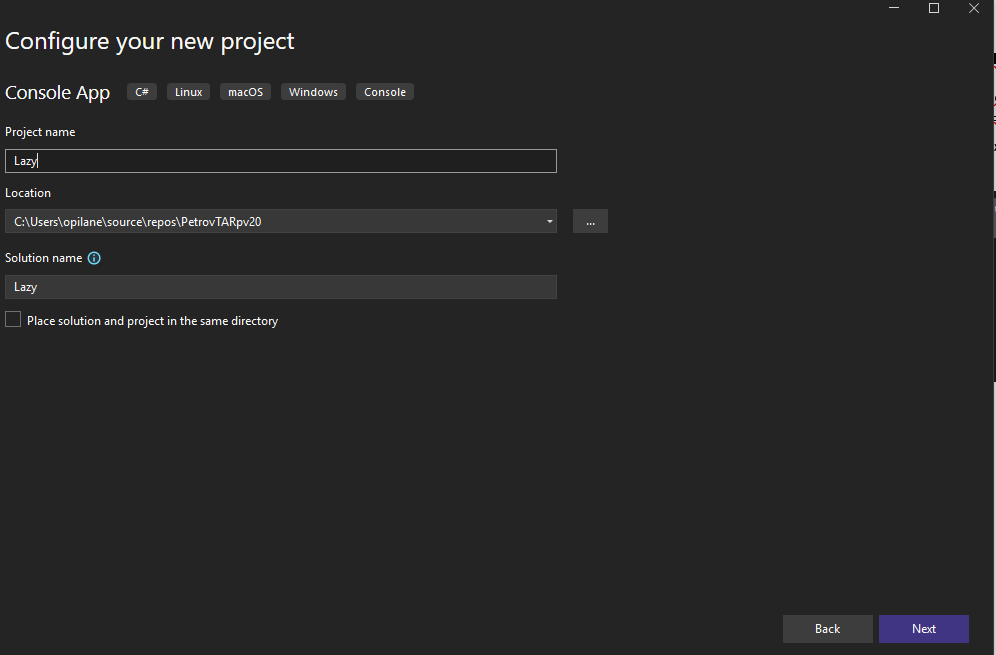 Configure your new project
Console App C# Linux macOS Windows Console
Project name
Lazy
Location
C:\Users\opilane\source\repos\PetrovTARpv20
...
Solution name
Lazy
Place solution and project in the same directory
Back Next